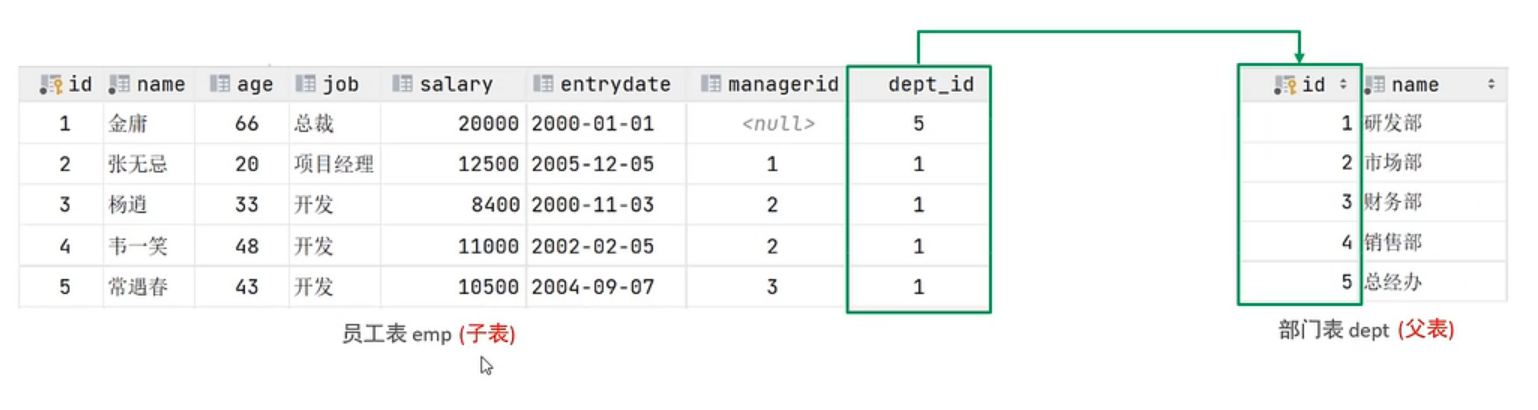 id name age job salary entrydate managerid dept_id
1 金庸 66 总裁 20000 2000-01-01 <null> 5
2 张无忌 20 项目经理 12500 2005-12-05 1 1
3 杨逍 33 开发 8400 2000-11-03 2 1
4 韦一笑 48 开发 11000 2002-02-05 2 1
5 常遇春 43 开发 10500 2004-09-07 3 1
员工表 emp (子表)
id name
1 研发部
2 市场部
3 财务部
4 销售部
5 总经办
部门表 dept (父表)